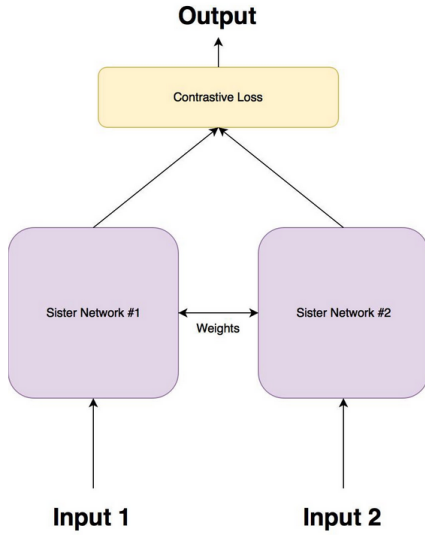 Output
Contrastive Loss
Sister Network #1
Sister Network #2
Weights
Input 1
Input 2